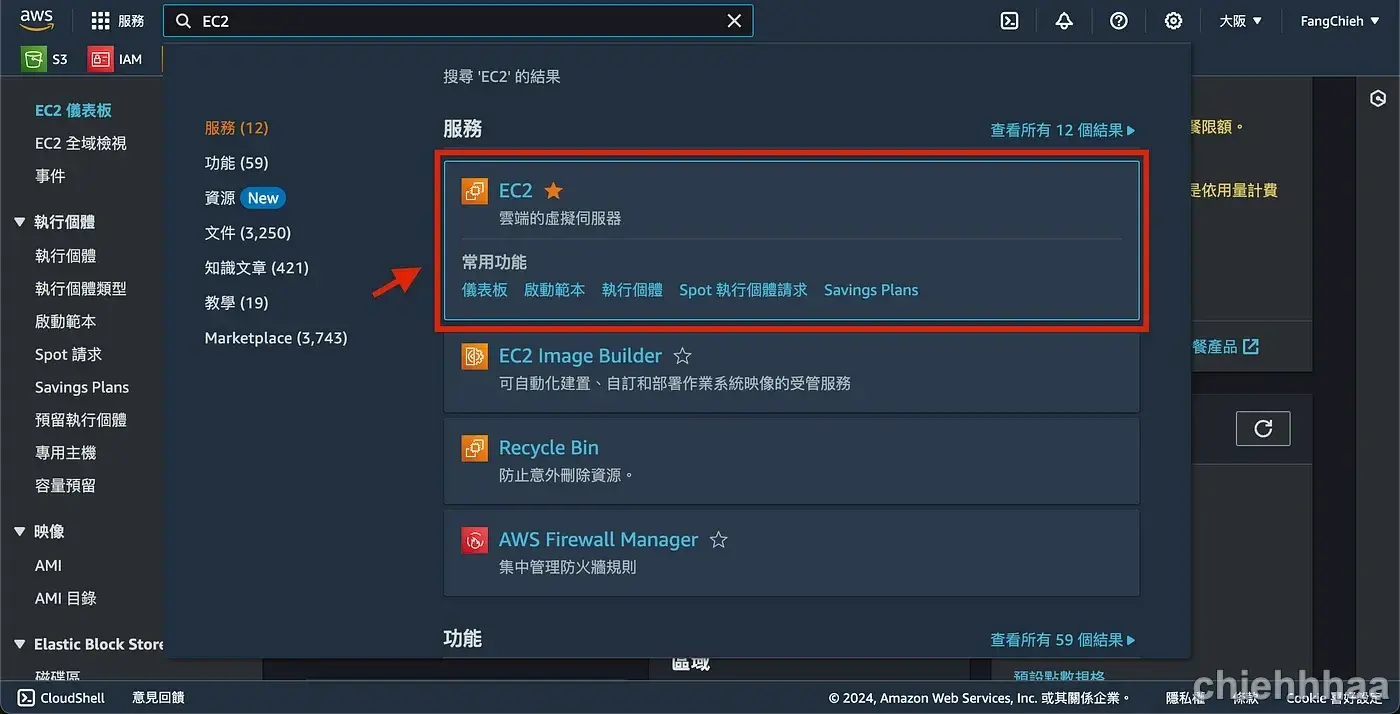 aws
服務
EC2
大阪
FangChieh
S3
IAM
EC2 儀表板
EC2 全域檢視
事件
執行個體
執行個體
執行個體類型
啟動範本
Spot 請求
Savings Plans
預留執行個體
專用主機
容量預留
映像
AMI
AMI 目錄
Elastic Block Store
磁碟區
搜尋 'EC2' 的結果
服務 (12)
功能 (59)
資源 New
文件 (3,250)
知識文章 (421)
教學 (19)
Marketplace (3,743)
服務
查看所有 12 個結果
EC2
雲端的虛擬伺服器
常用功能
儀表板 啟動範本 執行個體 Spot 執行個體請求 Savings Plans
EC2 Image Builder
可自動化建置、自訂和部署作業系統映像的受管服務
Recycle Bin
防止意外刪除資源。
AWS Firewall Manager
集中管理防火牆規則
功能
查看所有 59 個結果
餐限額。
是依用量計費
餐產品
區域
預設點數規格
CloudShell
意見回饋
© 2024, Amazon Web Services, Inc. 或其關係企業。
隱私權
條款
Cookie 喜好設定
chiehhhaa